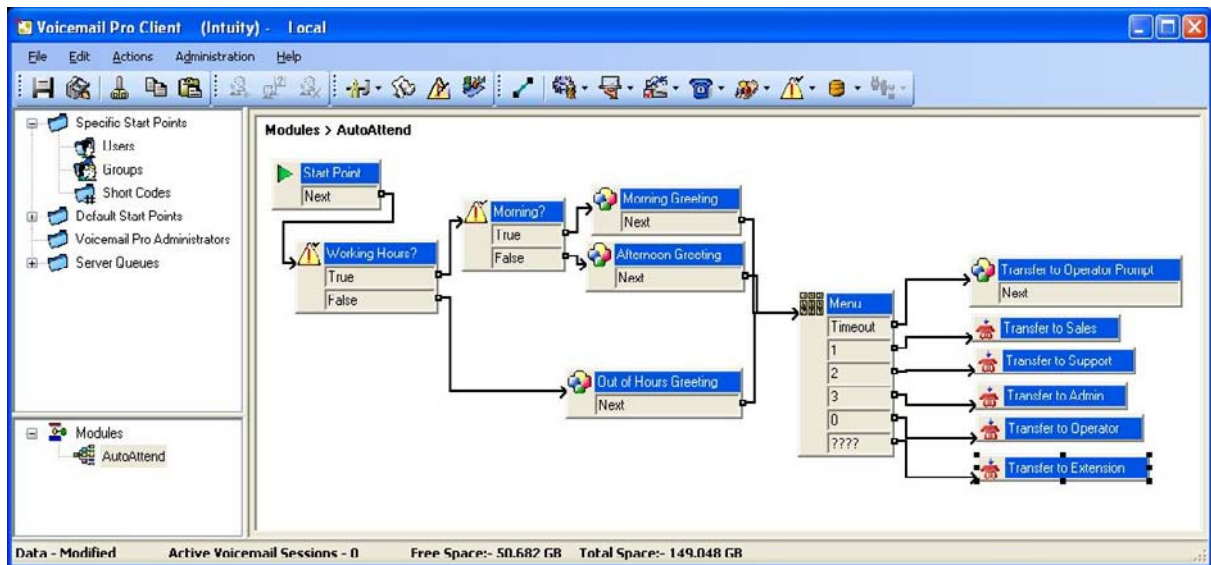 Voicemail Pro Client (Intuity) - Local
File Edit Actions Administration Help
Specific Start Points
Users
Groups
Short Codes
Default Start Points
Voicemail Pro Administrators
Server Queues
Modules
AutoAttend
Modules > AutoAttend
Start Point
Next
Working Hours?
True
False
Morning?
True
False
Morning Greeting
Next
Afternoon Greeting
Next
Out of Hours Greeting
Next
Menu
Timeout
1
2
3
0
????
Transfer to Operator Prompt
Next
Transfer to Sales
Transfer to Support
Transfer to Admin
Transfer to Operator
Transfer to Extension
Data - Modified Active Voicemail Sessions - 0 Free Space:- 50.682 GB Total Space:- 149.048 GB